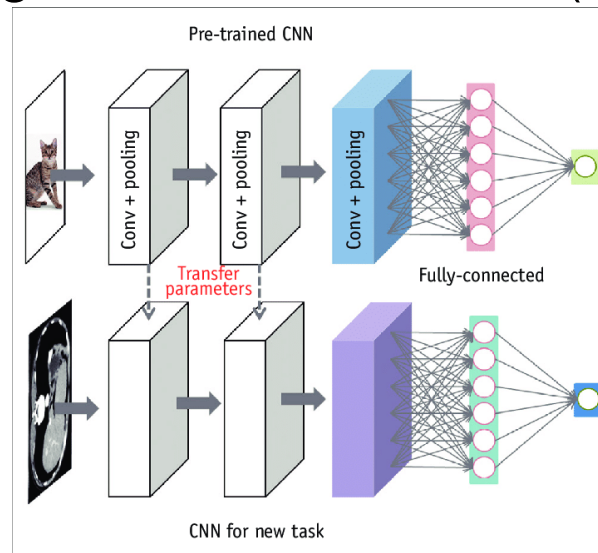 Pre-trained CNN
Conv + pooling
Conv + pooling
Conv + pooling
Transfer
parameters
Fully-connected
CNN for new task